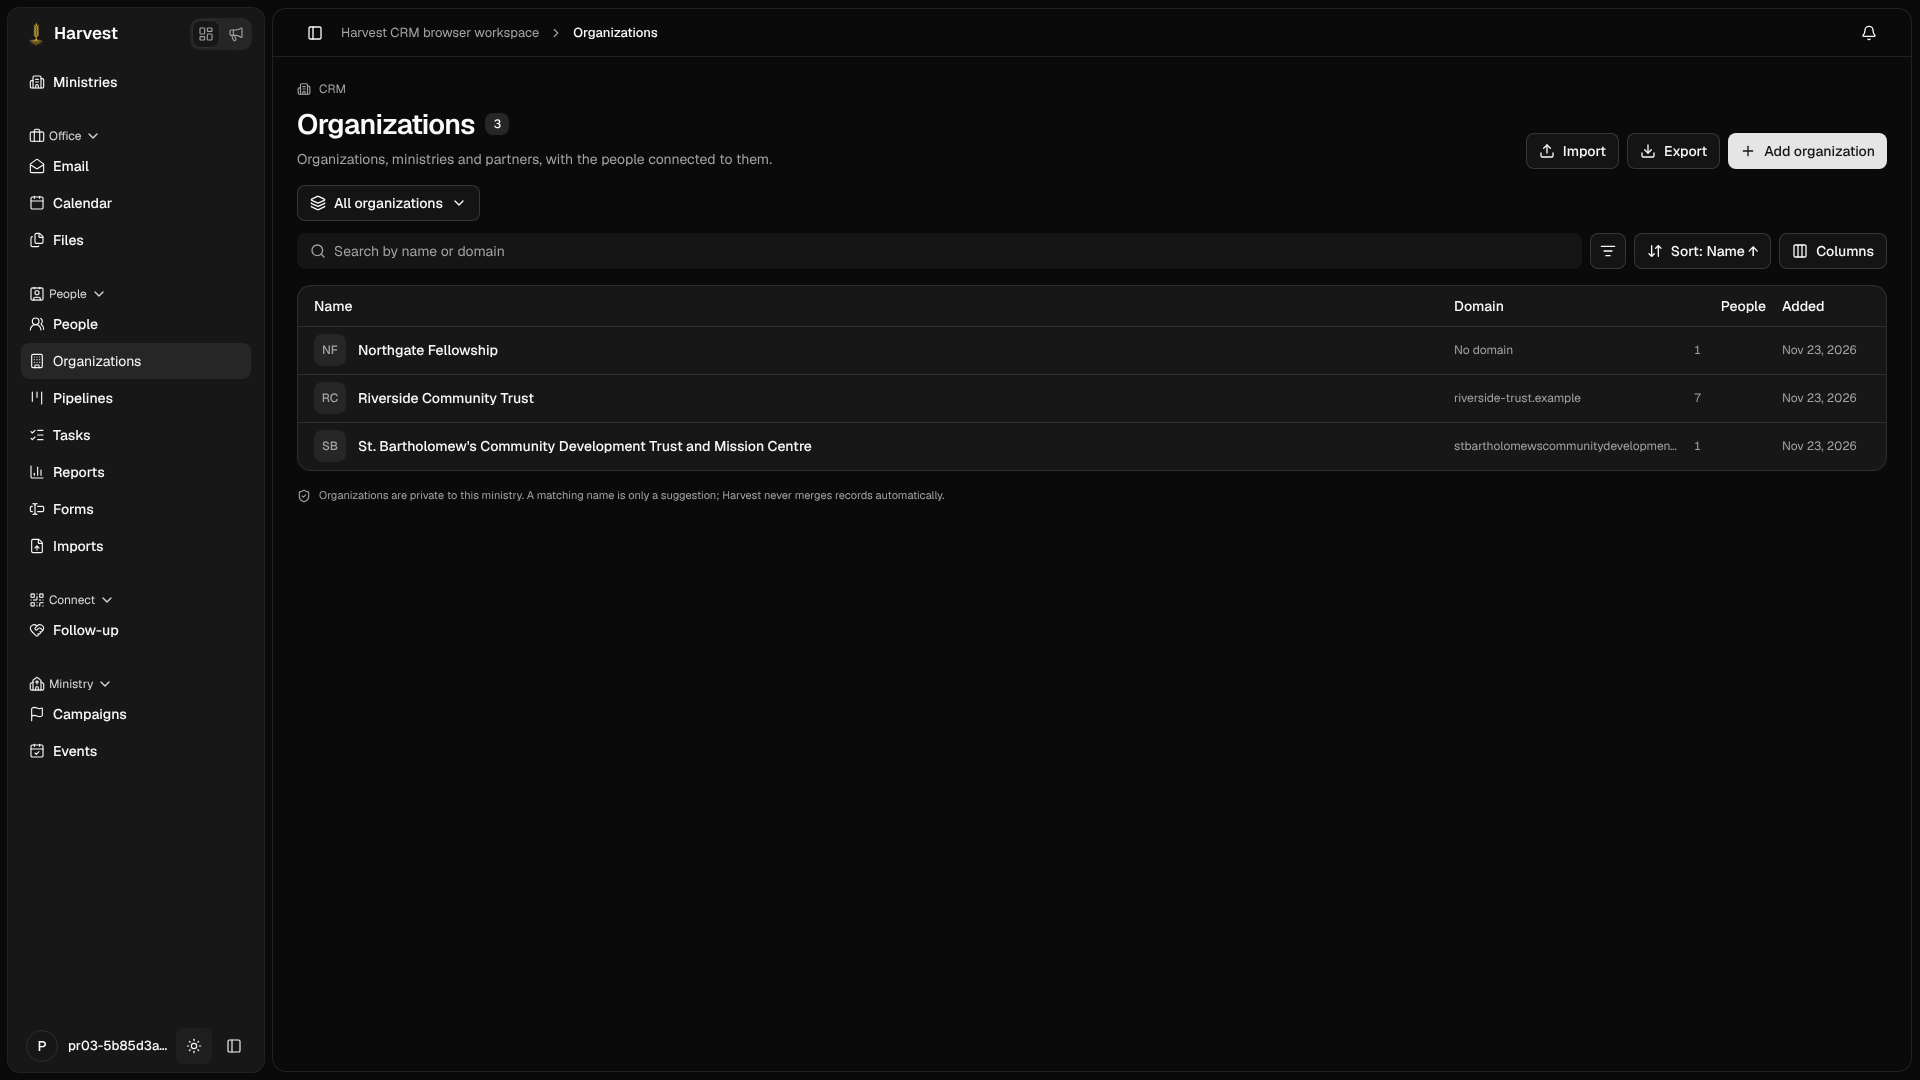 Harvest
Ministries
Office
Email
Calendar
Files
People
People
Organizations
Pipelines
Tasks
Reports
Forms
Imports
Connect
Follow-up
Ministry
Campaigns
Events
P pr03-5b85d3a...
Harvest CRM browser workspace > Organizations
CRM
Organizations 3
Organizations, ministries and partners, with the people connected to them.
Import Export + Add organization
All organizations
Search by name or domain
Sort: Name ↑ Columns
Name Domain People Added
NF Northgate Fellowship No domain 1 Nov 23, 2026
RC Riverside Community Trust riverside-trust.example 7 Nov 23, 2026
SB St. Bartholomew's Community Development Trust and Mission Centre stbartholomewscommunitydevelopmen... 1 Nov 23, 2026
Organizations are private to this ministry. A matching name is only a suggestion; Harvest never merges records automatically.